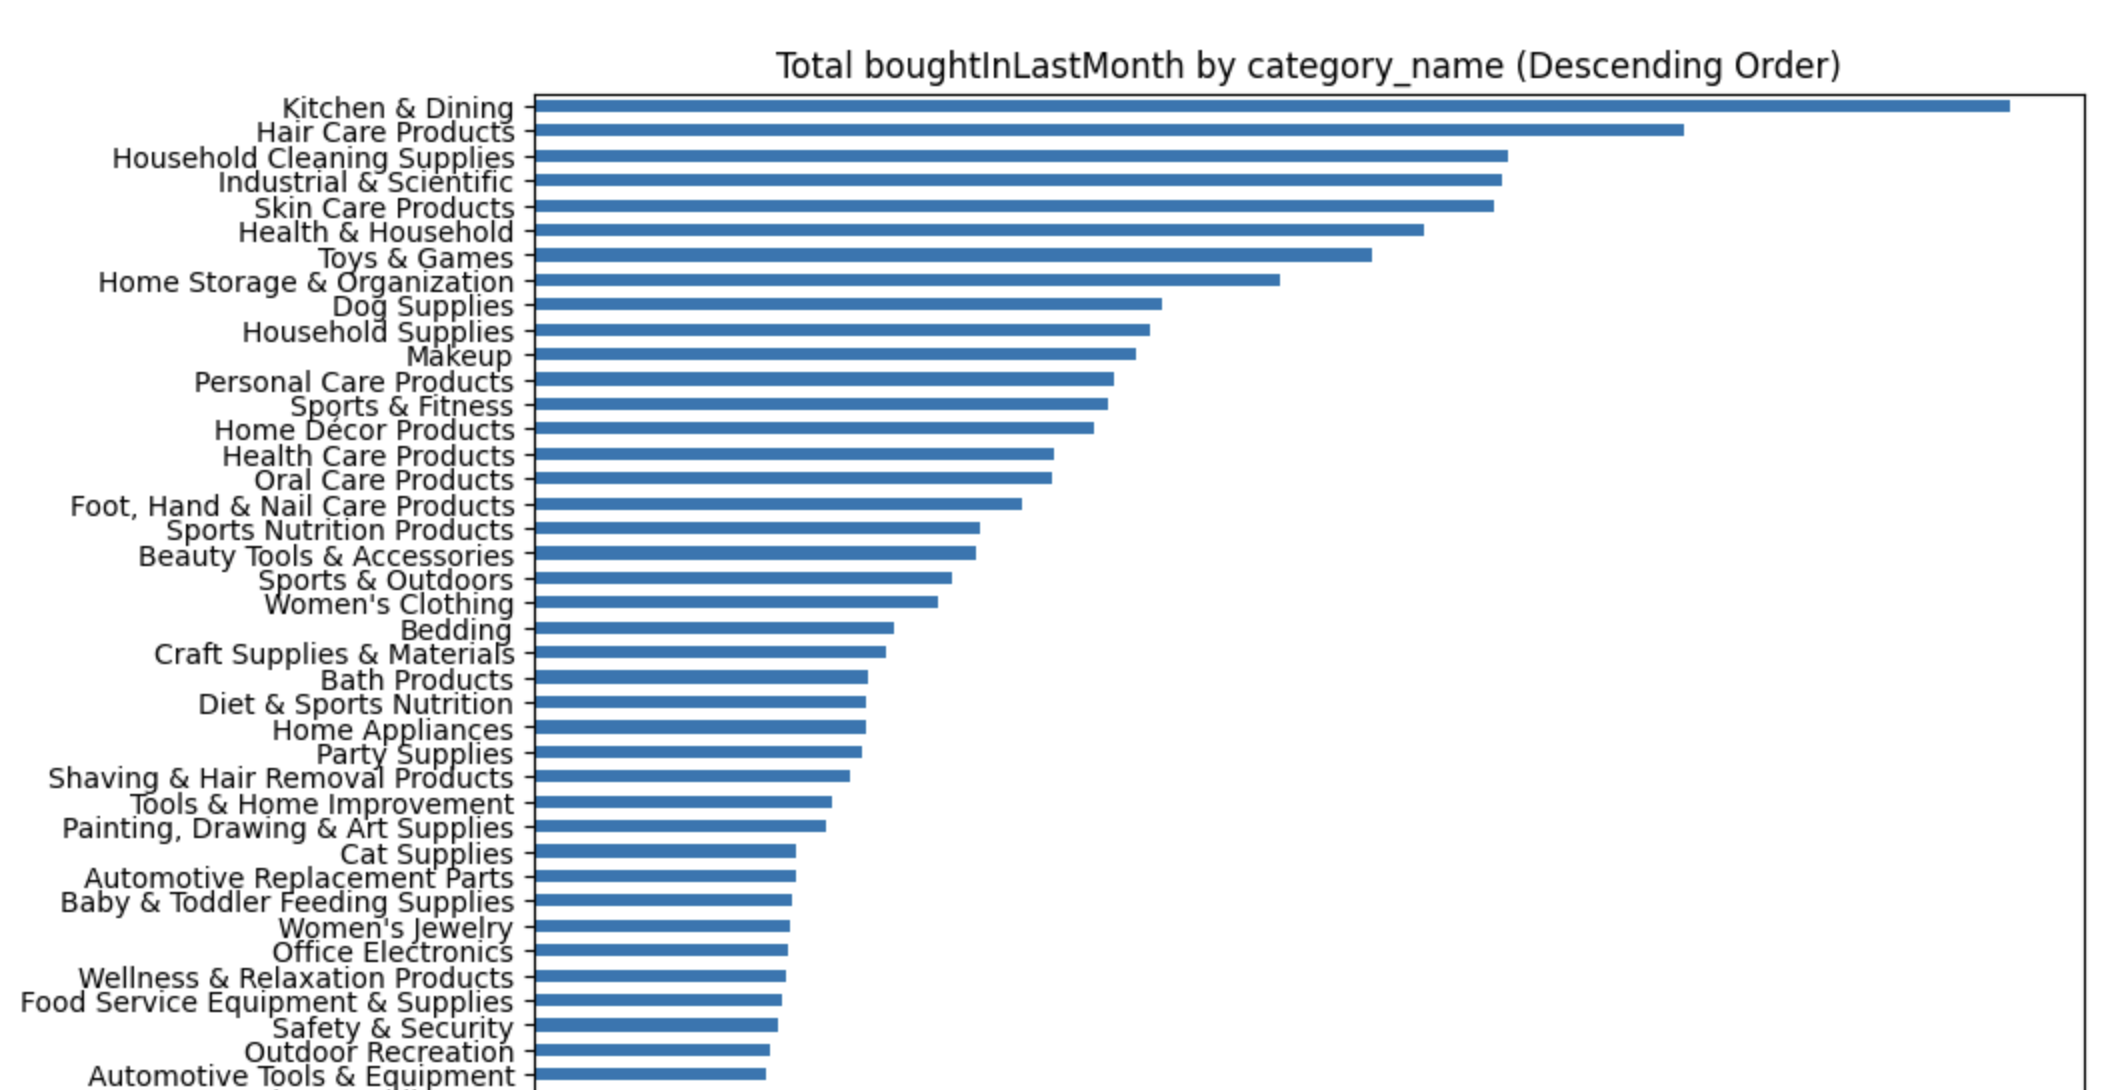 Total boughtInLastMonth by category_name (Descending Order)
Kitchen & Dining
Hair Care Products
Household Cleaning Supplies
Industrial & Scientific
Skin Care Products
Health & Household
Toys & Games
Home Storage & Organization
Dog Supplies
Household Supplies
Makeup
Personal Care Products
Sports & Fitness
Home Décor Products
Health Care Products
Oral Care Products
Foot, Hand & Nail Care Products
Sports Nutrition Products
Beauty Tools & Accessories
Sports & Outdoors
Women's Clothing
Bedding
Craft Supplies & Materials
Bath Products
Diet & Sports Nutrition
Home Appliances
Party Supplies
Shaving & Hair Removal Products
Tools & Home Improvement
Painting, Drawing & Art Supplies
Cat Supplies
Automotive Replacement Parts
Baby & Toddler Feeding Supplies
Women's Jewelry
Office Electronics
Wellness & Relaxation Products
Food Service Equipment & Supplies
Safety & Security
Outdoor Recreation
Automotive Tools & Equipment